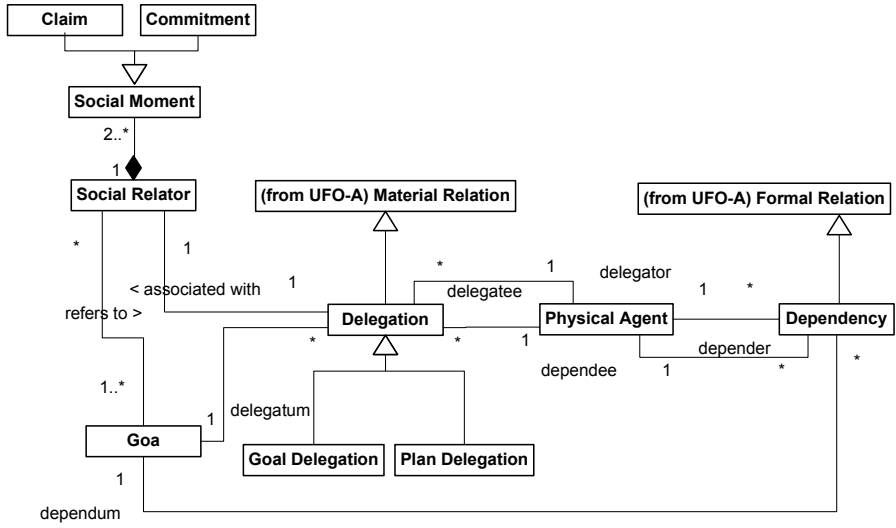 Claim
Commitment
Social Moment
2..*
1
Social Relator
(from UFO-A) Material Relation
(from UFO-A) Formal Relation
*
1
*
1
delegator
< associated with
1
delegatee
1
*
refers to >
Delegation
Physical Agent
Dependency
*
*
1
depender
dependee
1
*
*
1..*
1
delegatum
Goa
Goal Delegation
Plan Delegation
1
dependum